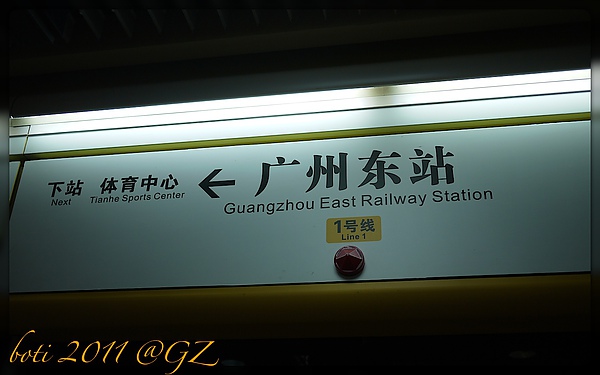 下站 体育中心 ← 广州东站
Next Tianhe Sports Center Guangzhou East Railway Station
1号线
Line 1
boti 2011 @GZ